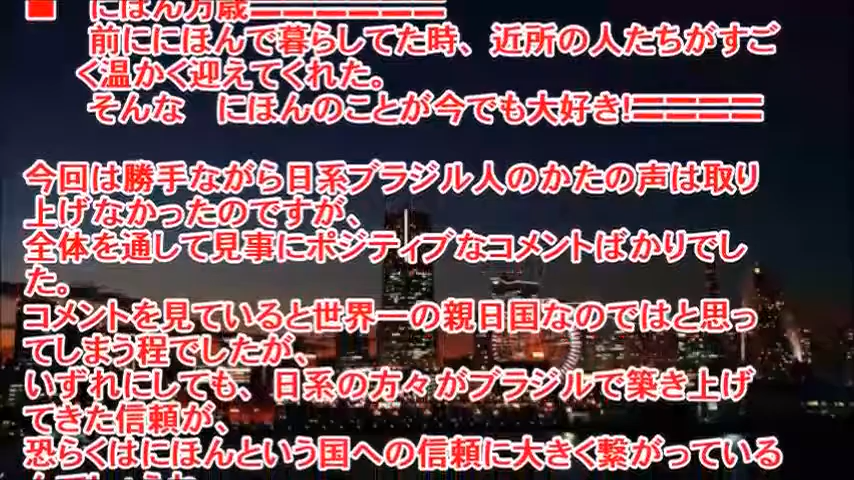 ■　にほん万歳〓〓〓〓〓〓
前ににほんで暮らしてた時、近所の人たちがすご
く温かく迎えてくれた。
そんな　にほんのことが今でも大好き!〓〓〓〓
今回は勝手ながら日系ブラジル人のかたの声は取り
上げなかったのですが、
全体を通して見事にポジティブなコメントばかりでし
た。
コメントを見ていると世界一の親日国なのではと思っ
てしまう程でしたが、
いずれにしても、日系の方々がブラジルで築き上げ
てきた信頼が、
恐らくはにほんという国への信頼に大きく繋がっている
んでしょうね